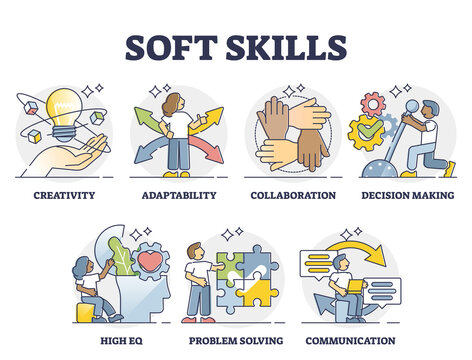 SOFT SKILLS
CREATIVITY
ADAPTABILITY
COLLABORATION
DECISION MAKING
HIGH EQ
PROBLEM SOLVING
COMMUNICATION